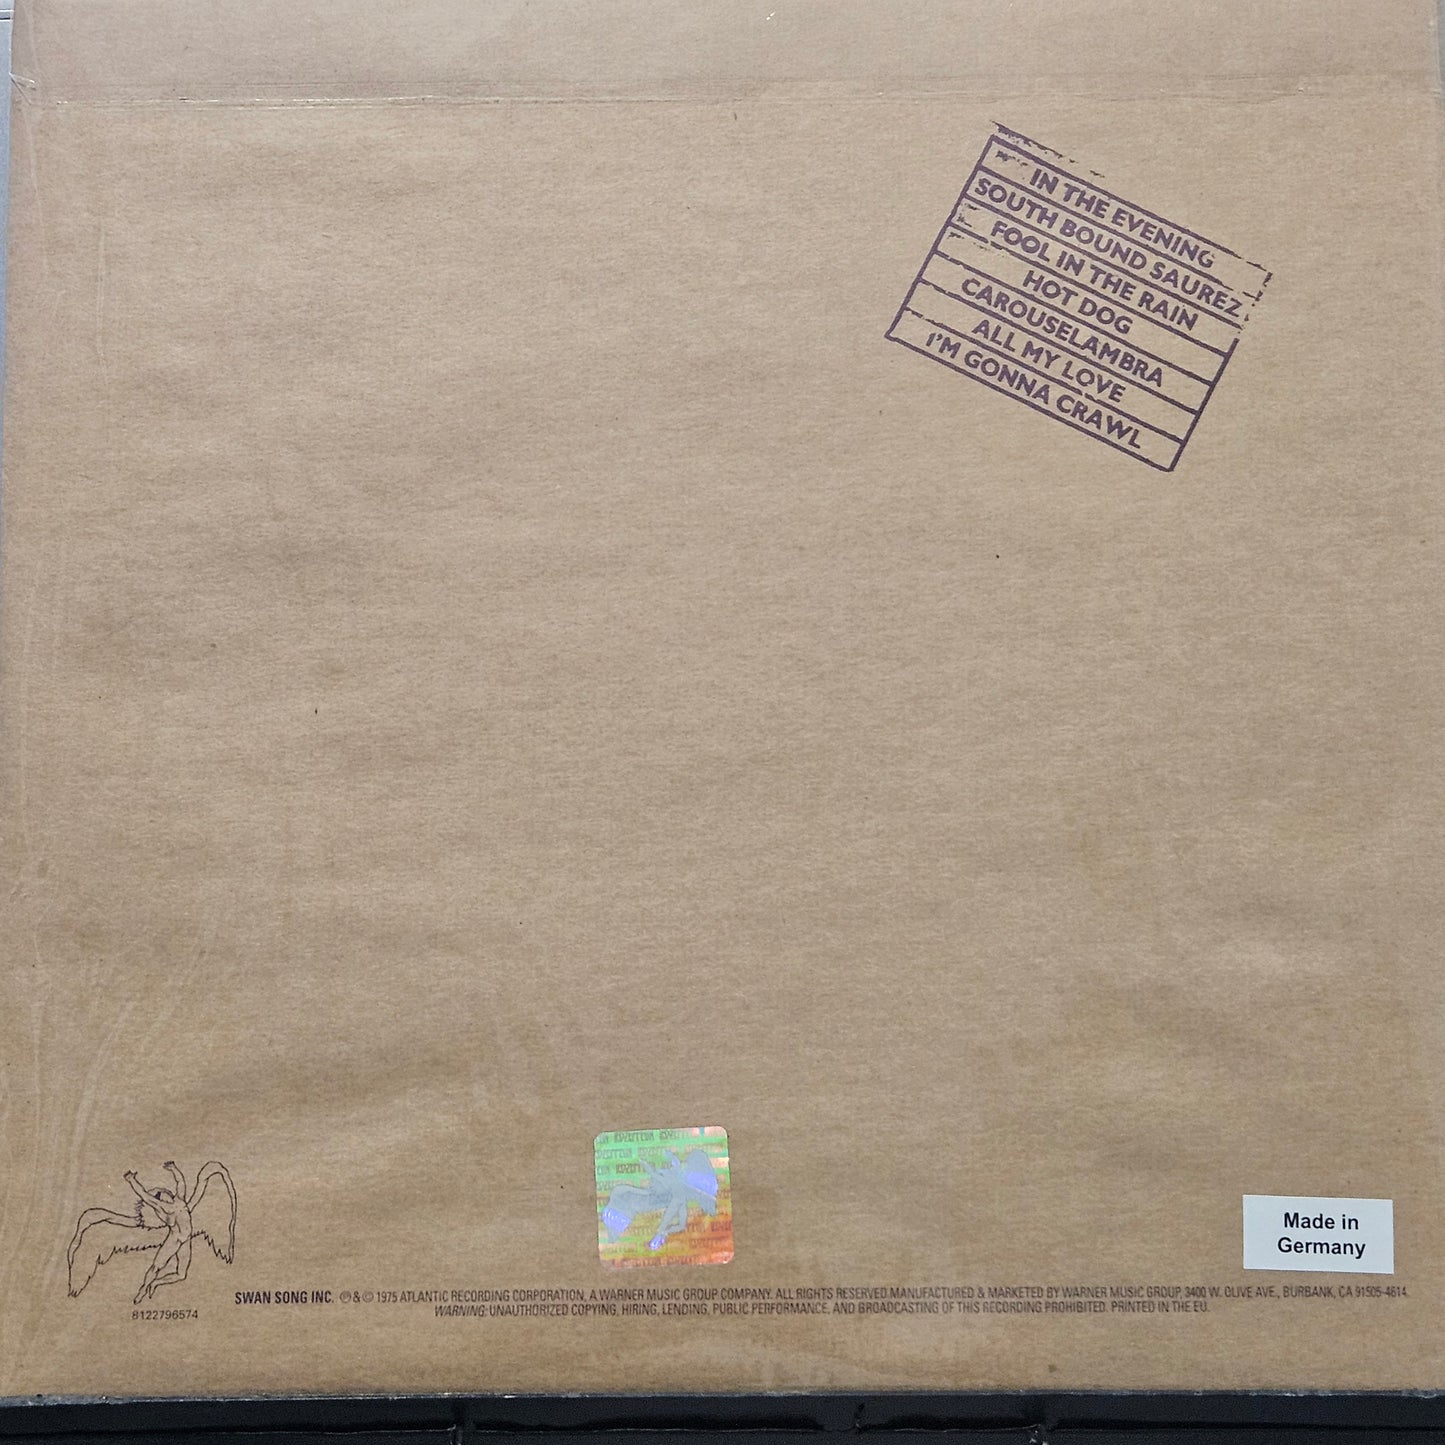 IN THE EVENING
SOUTH BOUND SAUREZ
FOOL IN THE RAIN
HOT DOG
CAROUSELAMBRA
ALL MY LOVE
I'M GONNA CRAWL
LED ZEPPELIN
Made in
Germany
8122796574
SWAN SONG INC. ℗ & © 1975 ATLANTIC RECORDING CORPORATION, A WARNER MUSIC GROUP COMPANY. ALL RIGHTS RESERVED. MANUFACTURED & MARKETED BY WARNER MUSIC GROUP, 3400 W. OLIVE AVE., BURBANK, CA 91505-4614.
WARNING: UNAUTHORIZED COPYING, HIRING, LENDING, PUBLIC PERFORMANCE, AND BROADCASTING OF THIS RECORDING PROHIBITED. PRINTED IN THE EU.